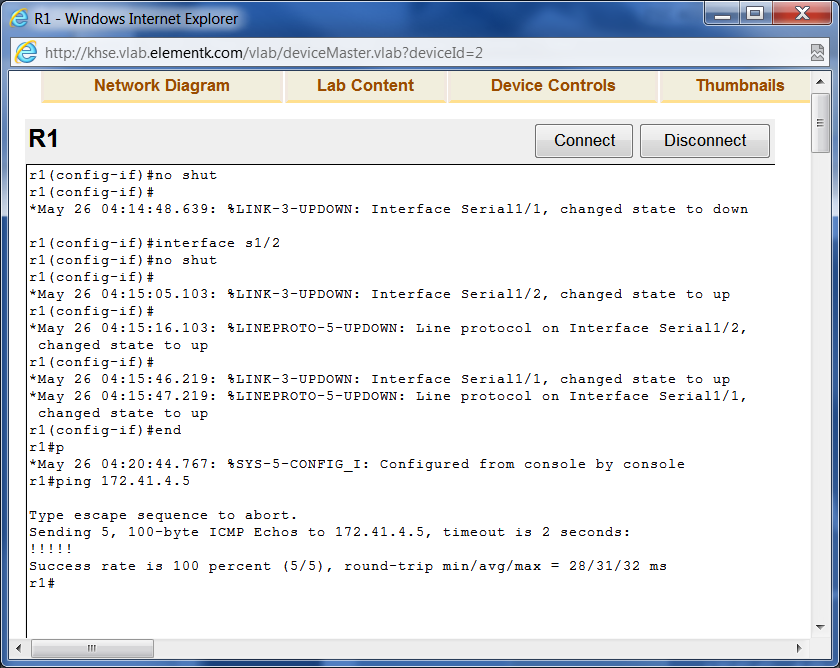 R1 - Windows Internet Explorer
http://khse.vlab.elementk.com/vlab/deviceMaster.vlab?deviceId=2
Network Diagram Lab Content Device Controls Thumbnails
R1 Connect Disconnect
r1(config-if)#no shut
r1(config-if)#
*May 26 04:14:48.639: %LINK-3-UPDOWN: Interface Serial1/1, changed state to down
r1(config-if)#interface s1/2
r1(config-if)#no shut
r1(config-if)#
*May 26 04:15:05.103: %LINK-3-UPDOWN: Interface Serial1/2, changed state to up
r1(config-if)#
*May 26 04:15:16.103: %LINEPROTO-5-UPDOWN: Line protocol on Interface Serial1/2,
changed state to up
r1(config-if)#
*May 26 04:15:46.219: %LINK-3-UPDOWN: Interface Serial1/1, changed state to up
*May 26 04:15:47.219: %LINEPROTO-5-UPDOWN: Line protocol on Interface Serial1/1,
changed state to up
r1(config-if)#end
r1#p
*May 26 04:20:44.767: %SYS-5-CONFIG_I: Configured from console by console
r1#ping 172.41.4.5
Type escape sequence to abort.
Sending 5, 100-byte ICMP Echos to 172.41.4.5, timeout is 2 seconds:
!!!!!
Success rate is 100 percent (5/5), round-trip min/avg/max = 28/31/32 ms
r1#